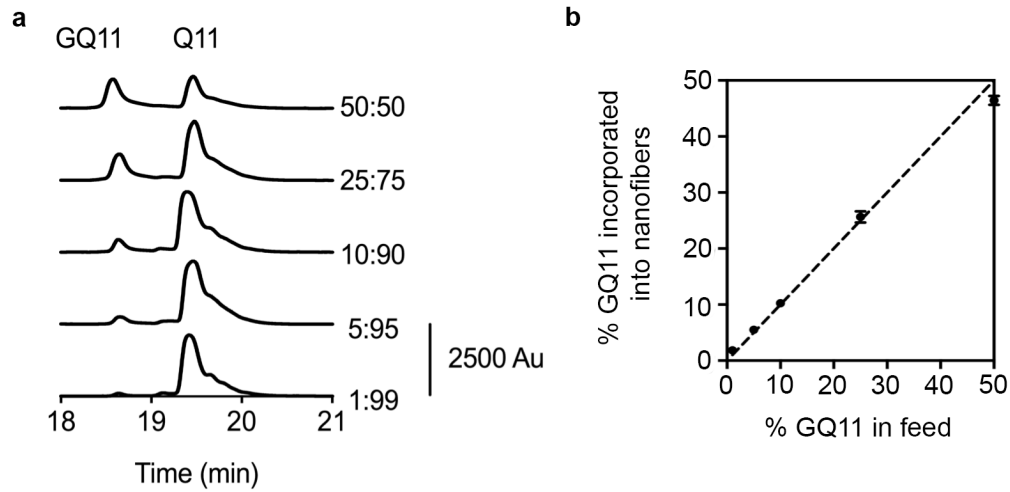 a
GQ11 Q11
50:50
25:75
10:90
5:95
1:99
2500 Au
18 19 20 21
Time (min)
b
% GQ11 incorporated
into nanofibers
50
40
30
20
10
0
0 10 20 30 40 50
% GQ11 in feed